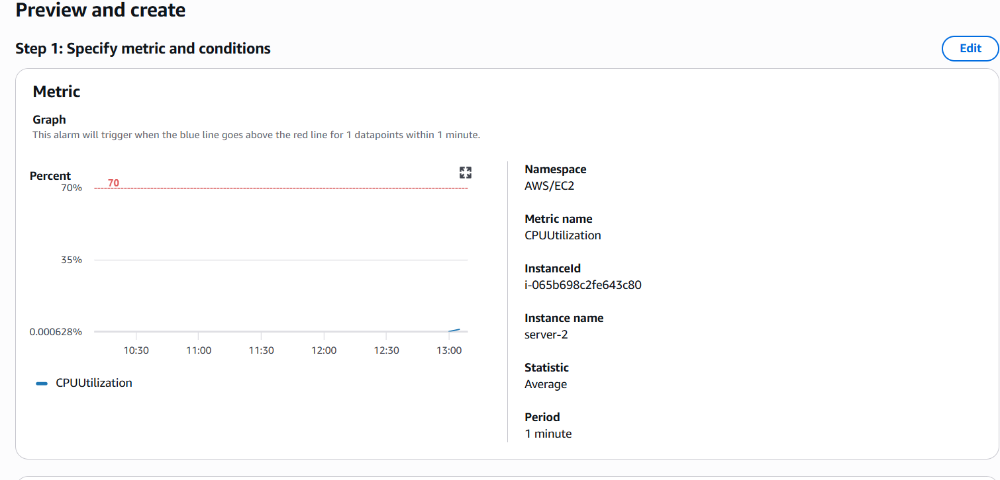 Preview and create
Step 1: Specify metric and conditions
Edit
Metric
Graph
This alarm will trigger when the blue line goes above the red line for 1 datapoints within 1 minute.
Percent
70%
70
35%
0.000628%
10:30 11:00 11:30 12:00 12:30 13:00
CPUUtilization
Namespace
AWS/EC2
Metric name
CPUUtilization
InstanceId
i-065b698c2fe643c80
Instance name
server-2
Statistic
Average
Period
1 minute